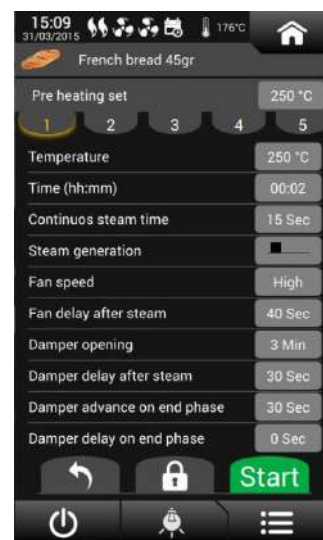 15:09
31/03/2015
176°C
French bread 45gr
Pre heating set 250 °C
1 2 3 4 5
Temperature 250 °C
Time (hh:mm) 00:02
Continuos steam time 15 Sec
Steam generation
Fan speed High
Fan delay after steam 40 Sec
Damper opening 3 Min
Damper delay after steam 30 Sec
Damper advance on end phase 30 Sec
Damper delay on end phase 0 Sec
Start